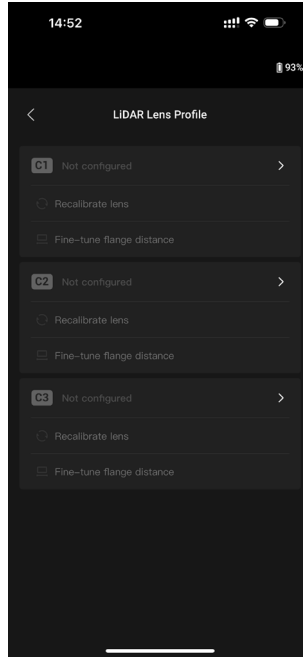 14:52
93%
LiDAR Lens Profile
C1 Not configured
Recalibrate lens
Fine-tune flange distance
C2 Not configured
Recalibrate lens
Fine-tune flange distance
C3 Not configured
Recalibrate lens
Fine-tune flange distance